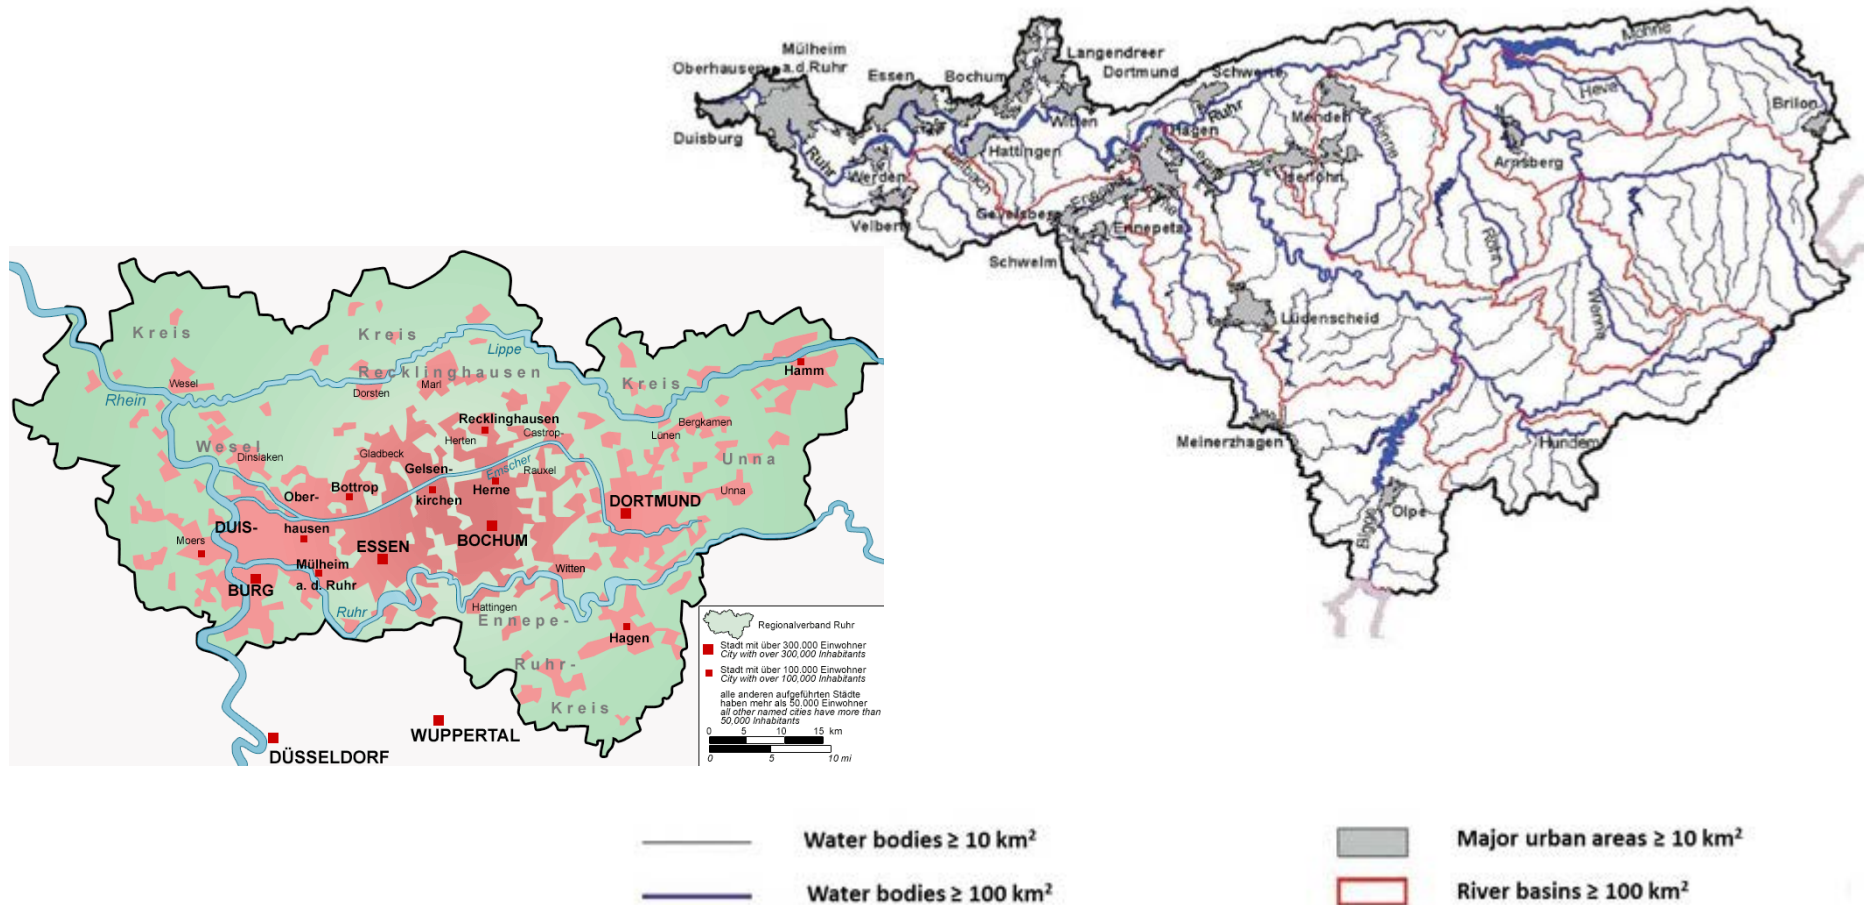 Mülheim
a.d.Ruhr
Oberhausen
Essen
Bochum
Langendreer
Dortmund
Schwerte
Möhne
Heve
Brilon
Duisburg
Ruhr
Witten
Hagen
Ruhr
Menden
Hönne
Arnsberg
Hattingen
Werden
Lenne
Iserlohn
Velbert
Gevelsberg
Ennepetal
Schwelm
Röhr
Wenne
Lüdenscheid
Meinerzhagen
Hundem
Olpe
Bigge
Kreis
Kreis
Lippe
Recklinghausen
Kreis
Hamm
Wesel
Marl
Rhein
Dorsten
Recklinghausen
Bergkamen
Castrop-
Herten
Lünen
Wesel
Dinslaken
Gladbeck
Unna
Gelsen-
Emscher
Rauxel
Bottrop
Ober-
kirchen
Herne
Unna
DORTMUND
DUIS-
hausen
Moers
ESSEN
BOCHUM
Mülheim
a. d. Ruhr
Witten
BURG
Ruhr
Hattingen
Ennepe-
Hagen
Ruhr-
Kreis
WUPPERTAL
DÜSSELDORF
Regionalverband Ruhr
Stadt mit über 300.000 Einwohner
City with over 300,000 Inhabitants
Stadt mit über 100.000 Einwohner
City with over 100,000 Inhabitants
alle anderen aufgeführten Städte
haben mehr als 50.000 Einwohner
all other named cities have more than
50,000 Inhabitants
0 5 10 15 km
0 5 10 mi
Water bodies ≥ 10 km²
Major urban areas ≥ 10 km²
Water bodies ≥ 100 km²
River basins ≥ 100 km²